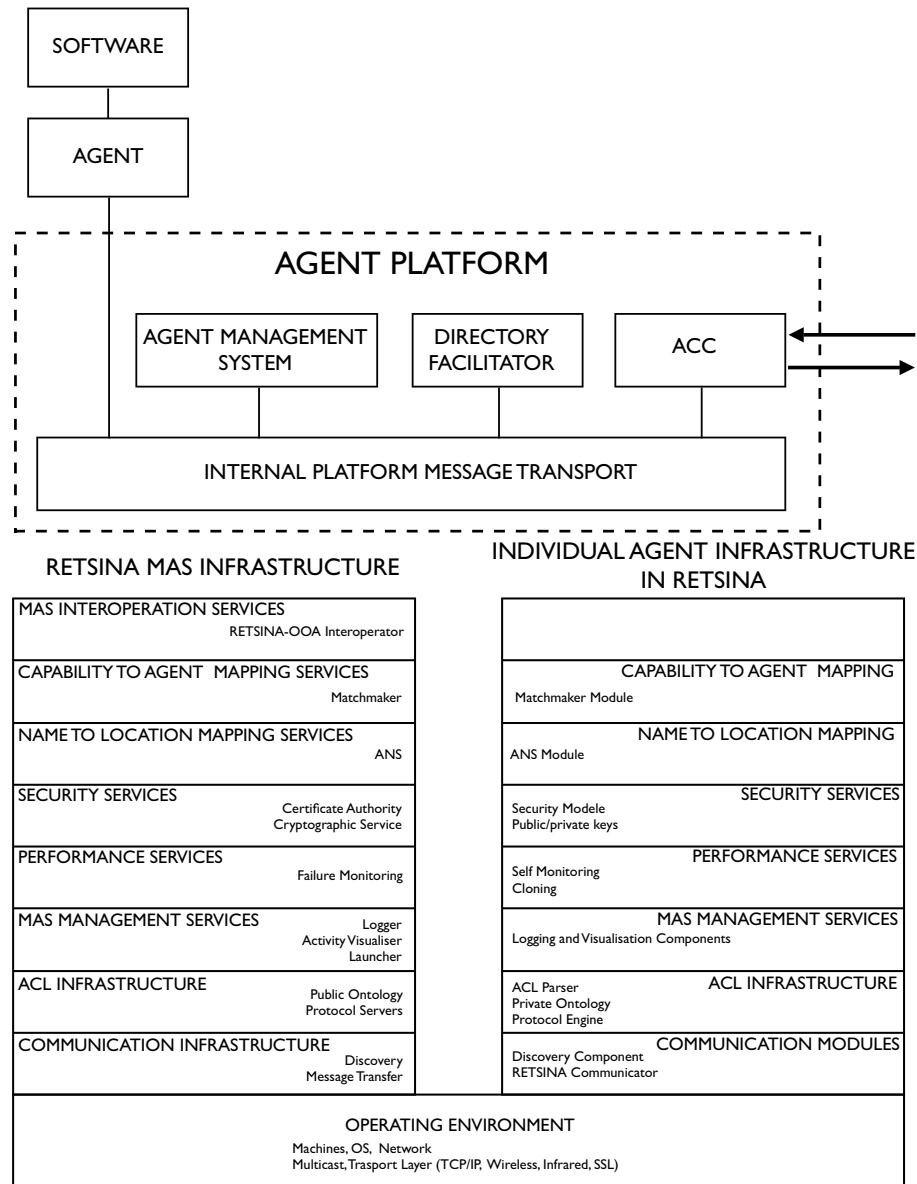 SOFTWARE
AGENT
AGENT PLATFORM
AGENT MANAGEMENT
SYSTEM
DIRECTORY
FACILITATOR
ACC
INTERNAL PLATFORM MESSAGE TRANSPORT
RETSINA MAS INFRASTRUCTURE
MAS INTEROPERATION SERVICES
RETSINA-OOA Interoperator
CAPABILITY TO AGENT MAPPING SERVICES
Matchmaker
NAME TO LOCATION MAPPING SERVICES
ANS
SECURITY SERVICES
Certificate Authority
Cryptographic Service
PERFORMANCE SERVICES
Failure Monitoring
MAS MANAGEMENT SERVICES
Logger
Activity Visualiser
Launcher
ACL INFRASTRUCTURE
Public Ontology
Protocol Servers
COMMUNICATION INFRASTRUCTURE
Discovery
Message Transfer
INDIVIDUAL AGENT INFRASTRUCTURE
IN RETSINA
CAPABILITY TO AGENT MAPPING
Matchmaker Module
NAME TO LOCATION MAPPING
ANS Module
SECURITY SERVICES
Security Modele
Public/private keys
PERFORMANCE SERVICES
Self Monitoring
Cloning
MAS MANAGEMENT SERVICES
Logging and Visualisation Components
ACL INFRASTRUCTURE
ACL Parser
Private Ontology
Protocol Engine
COMMUNICATION MODULES
Discovery Component
RETSINA Communicator
OPERATING ENVIRONMENT
Machines, OS, Network
Multicast, Trasport Layer (TCP/IP, Wireless, Infrared, SSL)